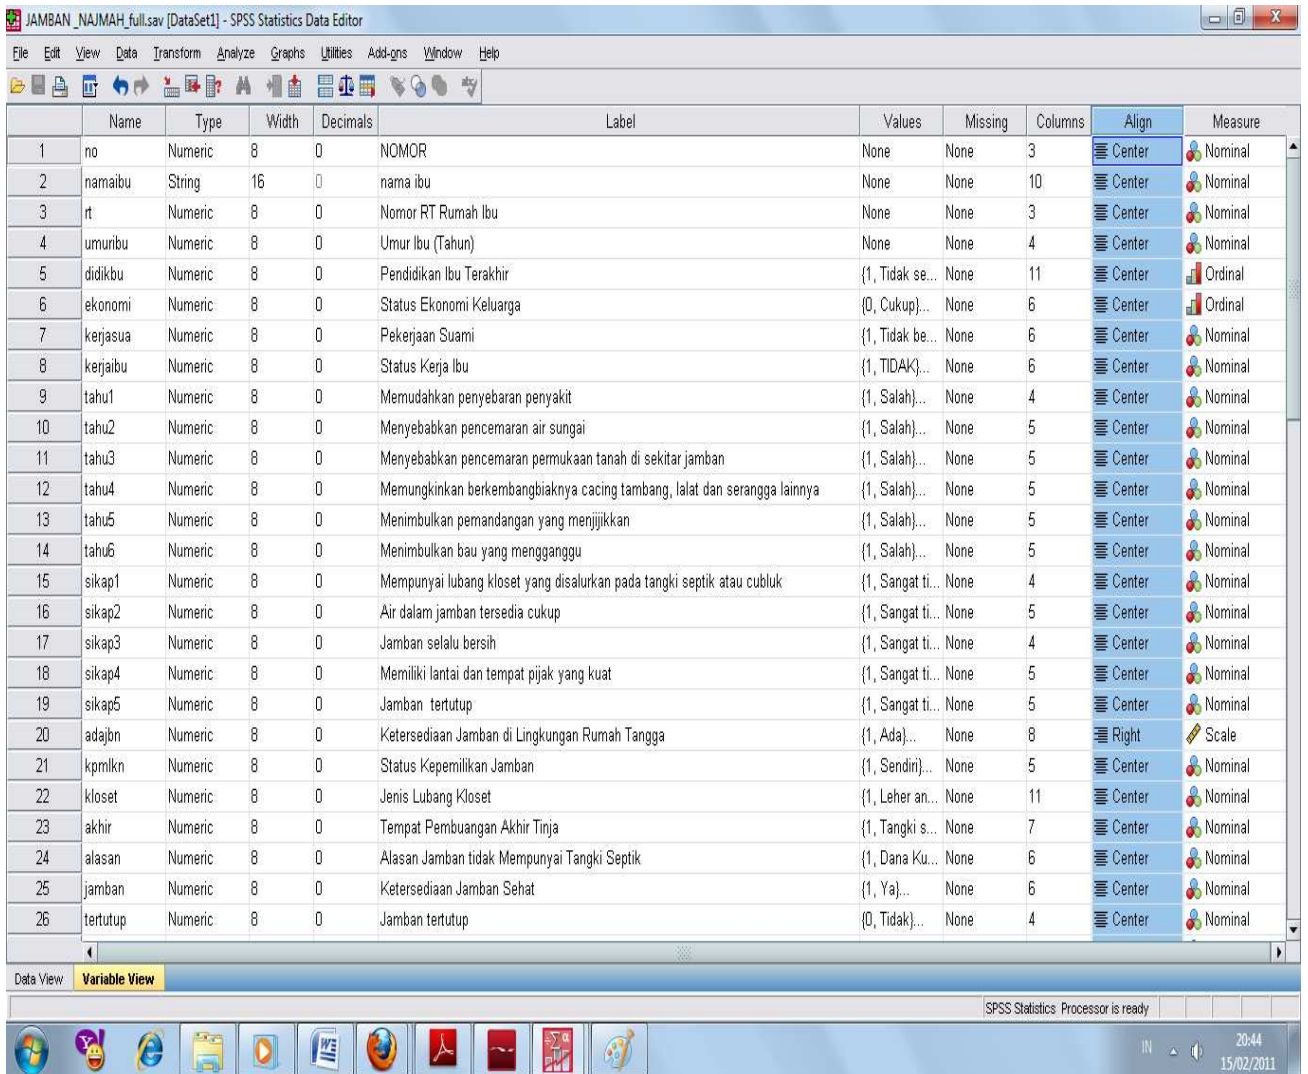 JAMBAN _NAJMAH_full.sav [DataSet1] - SPSS Statistics Data Editor
File Edit View Data Transform Analyze Graphs Utilities Add-ons Window Help
Name Type Width Decimals Label Values Missing Columns Align Measure
1 no Numeric 8 0 NOMOR None None 3 Center Nominal
2 namaibu String 16 0 nama ibu None None 10 Center Nominal
3 rt Numeric 8 0 Nomor RT Rumah Ibu None None 3 Center Nominal
4 umuribu Numeric 8 0 Umur Ibu (Tahun) None None 4 Center Nominal
5 didikbu Numeric 8 0 Pendidikan Ibu Terakhir {1, Tidak se... None 11 Center Ordinal
6 ekonomi Numeric 8 0 Status Ekonomi Keluarga {0, Cukup}... None 6 Center Ordinal
7 kerjasua Numeric 8 0 Pekerjaan Suami {1, Tidak be... None 6 Center Nominal
8 kerjaibu Numeric 8 0 Status Kerja Ibu {1, TIDAK}... None 6 Center Nominal
9 tahu1 Numeric 8 0 Memudahkan penyebaran penyakit {1, Salah}... None 4 Center Nominal
10 tahu2 Numeric 8 0 Menyebabkan pencemaran air sungai {1, Salah}... None 5 Center Nominal
11 tahu3 Numeric 8 0 Menyebabkan pencemaran permukaan tanah di sekitar jamban {1, Salah}... None 5 Center Nominal
12 tahu4 Numeric 8 0 Memungkinkan berkembangbiaknya cacing tambang, lalat dan serangga lainnya {1, Salah}... None 5 Center Nominal
13 tahu5 Numeric 8 0 Menimbulkan pemandangan yang menjijikkan {1, Salah}... None 5 Center Nominal
14 tahu6 Numeric 8 0 Menimbulkan bau yang mengganggu {1, Salah}... None 5 Center Nominal
15 sikap1 Numeric 8 0 Mempunyai lubang kloset yang disalurkan pada tangki septik atau cubluk {1, Sangat ti... None 4 Center Nominal
16 sikap2 Numeric 8 0 Air dalam jamban tersedia cukup {1, Sangat ti... None 5 Center Nominal
17 sikap3 Numeric 8 0 Jamban selalu bersih {1, Sangat ti... None 4 Center Nominal
18 sikap4 Numeric 8 0 Memiliki lantai dan tempat pijak yang kuat {1, Sangat ti... None 5 Center Nominal
19 sikap5 Numeric 8 0 Jamban tertutup {1, Sangat ti... None 5 Center Nominal
20 adajbn Numeric 8 0 Ketersediaan Jamban di Lingkungan Rumah Tangga {1, Ada}... None 8 Right Scale
21 kpmlkn Numeric 8 0 Status Kepemilikan Jamban {1, Sendiri}... None 5 Center Nominal
22 kloset Numeric 8 0 Jenis Lubang Kloset {1, Leher an... None 11 Center Nominal
23 akhir Numeric 8 0 Tempat Pembuangan Akhir Tinja {1, Tangki s... None 7 Center Nominal
24 alasan Numeric 8 0 Alasan Jamban tidak Mempunyai Tangki Septik {1, Dana Ku... None 6 Center Nominal
25 jamban Numeric 8 0 Ketersediaan Jamban Sehat {1, Ya}... None 6 Center Nominal
26 tertutup Numeric 8 0 Jamban tertutup {0, Tidak}... None 4 Center Nominal
Data View Variable View
SPSS Statistics Processor is ready
IN 20:44
15/02/2011